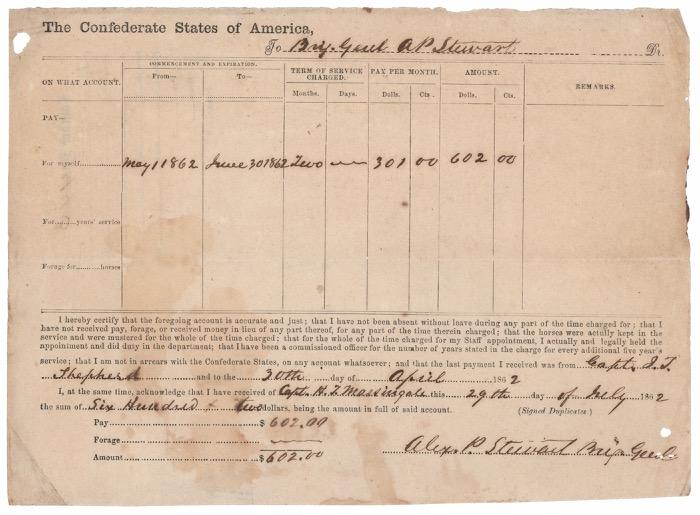 The Confederate States of America,
To Brig. Genl A P Stewart Dr.
ON WHAT ACCOUNT. COMMENCEMENT AND EXPIRATION. TERM OF SERVICE CHARGED. PAY PER MONTH. AMOUNT. REMARKS.
From— To— Months. Days. Dolls. Cts. Dolls. Cts.
PAY—
For myself May 1 1862 June 30 1862 Two — 301 00 602 00
For years' service
Forage for horses
I hereby certify that the foregoing account is accurate and just; that I have not been absent without leave during any part of the time charged for; that I
have not received pay, forage, or received money in lieu of any part thereof, for any part of the time therein charged; that the horses were actually kept in the
service and were mustered for the whole of the time charged; that for the whole of the time charged for my Staff appointment, I actually and legally held the
appointment and did duty in the department; that I have been a commissioned officer for the number of years stated in the charge for every additional five year's
service; that I am not in arrears with the Confederate States, on any account whatsoever; and that the last payment I received was from Capt.
Shepherd and to the 30th day of April 1862
I, at the same time, acknowledge that I have received of Capt. H. F. Massingale this 29th day of July 1862
the sum of Six Hundred - two dollars, being the amount in full of said account. (Signed Duplicates)
Pay $ 602.00
Forage —
Amount $ 602.00
Alex. P. Stewart Brig Genl